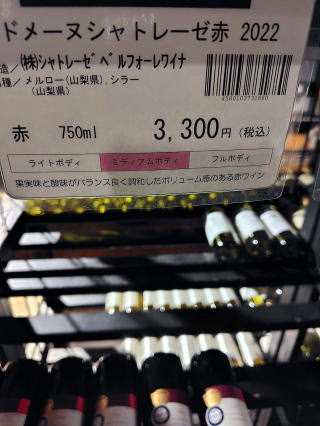 ドメーヌシャトレーゼ赤 2022
造／㈱シャトレーゼベルフォーレワイナ
種／メルロー(山梨県)、シラー
(山梨県)
赤 750ml 3,300円(税込)
ライトボディ ミディアムボディ フルボディ
果実味と酸味がバランス良く調和したボリューム感のある赤ワイン